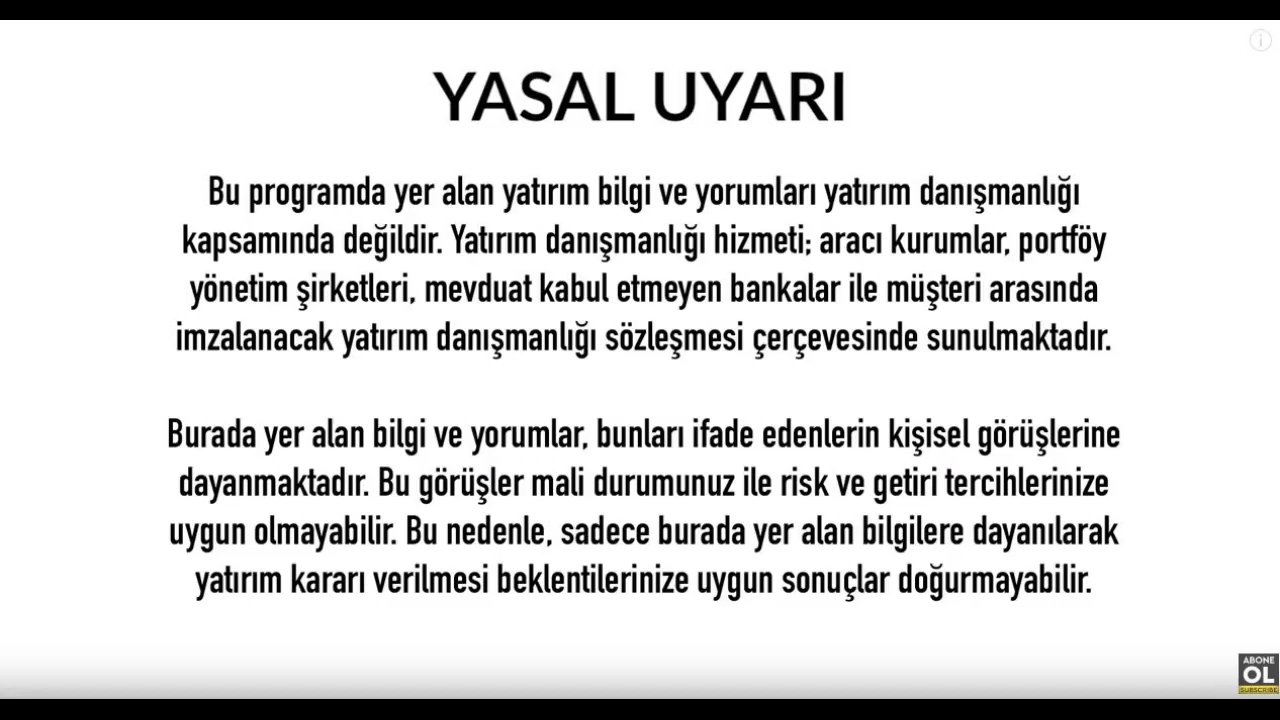 YASAL UYARI
Bu programda yer alan yatırım bilgi ve yorumları yatırım danışmanlığı
kapsamında değildir. Yatırım danışmanlığı hizmeti; aracı kurumlar, portföy
yönetim şirketleri, mevduat kabul etmeyen bankalar ile müşteri arasında
imzalanacak yatırım danışmanlığı sözleşmesi çerçevesinde sunulmaktadır.
Burada yer alan bilgi ve yorumlar, bunları ifade edenlerin kişisel görüşlerine
dayanmaktadır. Bu görüşler mali durumunuz ile risk ve getiri tercihlerinize
uygun olmayabilir. Bu nedenle, sadece burada yer alan bilgilere dayanılarak
yatırım kararı verilmesi beklentilerinize uygun sonuçlar doğurmayabilir.
ABONE
OL
SUBSCRIBE